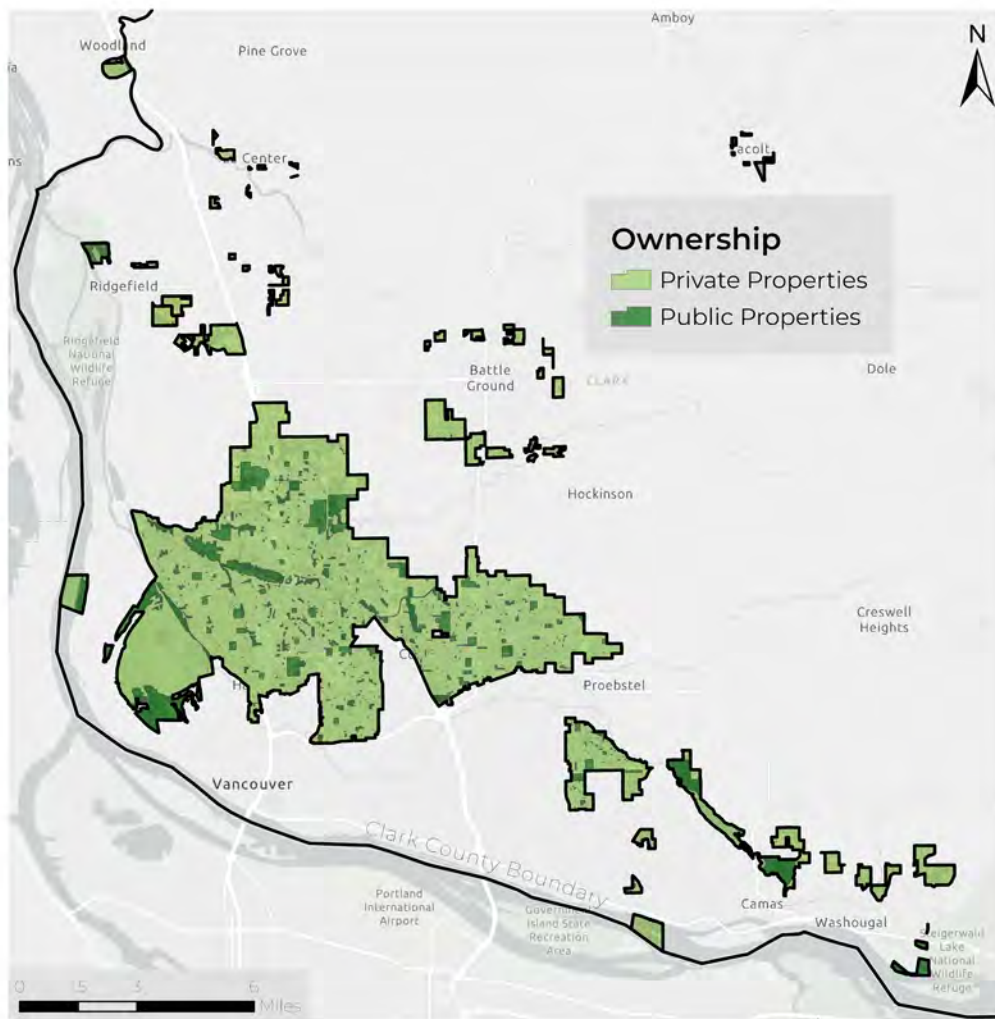 Amboy
Woodland
Pine Grove
N
Center
acolt
Ownership
Private Properties
Public Properties
Ridgefield
Ridgefield
National
Wildlife
Refuge
Battle
Ground
CLARK
Dole
Hockinson
Creswell
Heights
Proebstel
Vancouver
Clark County Boundary
Portland
International
Airport
Government
Island State
Recreation
Area
Camas
Washougal
Steigerwald
Lake
National
Wildlife
Refuge
0 1.5 3 6
Miles